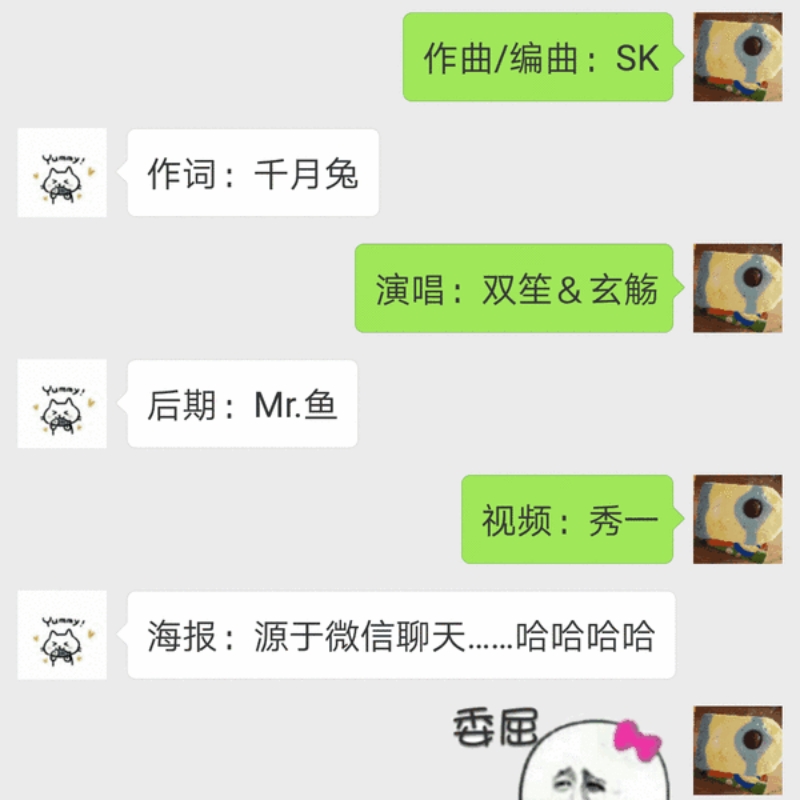 作曲/编曲：SK
Yummy!
作词：千月兔
演唱：双笙＆玄觞
Yummy!
后期：Mr.鱼
视频：秀一
Yummy!
海报：源于微信聊天……哈哈哈哈
委屈